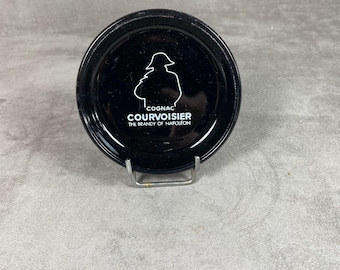 COGNAC
COURVOISIER
THE BRANDY OF NAPOLEON